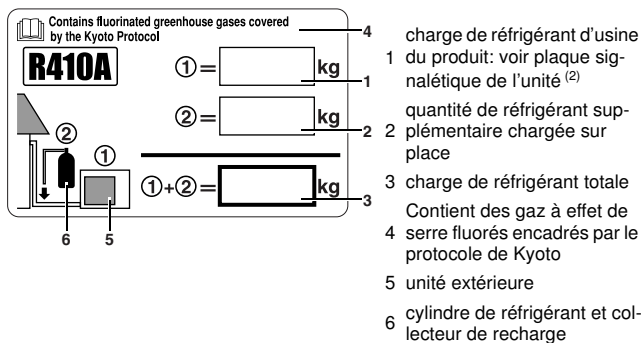 Contains fluorinated greenhouse gases covered
by the Kyoto Protocol
4
R410A
①= kg
1
②= kg
2
②
①
①+②= kg
3
6 5
charge de réfrigérant d'usine
1 du produit: voir plaque sig-
nalétique de l'unité (2)
quantité de réfrigérant sup-
2 plémentaire chargée sur
place
3 charge de réfrigérant totale
Contient des gaz à effet de
4 serre fluorés encadrés par le
protocole de Kyoto
5 unité extérieure
6 cylindre de réfrigérant et col-
lecteur de recharge